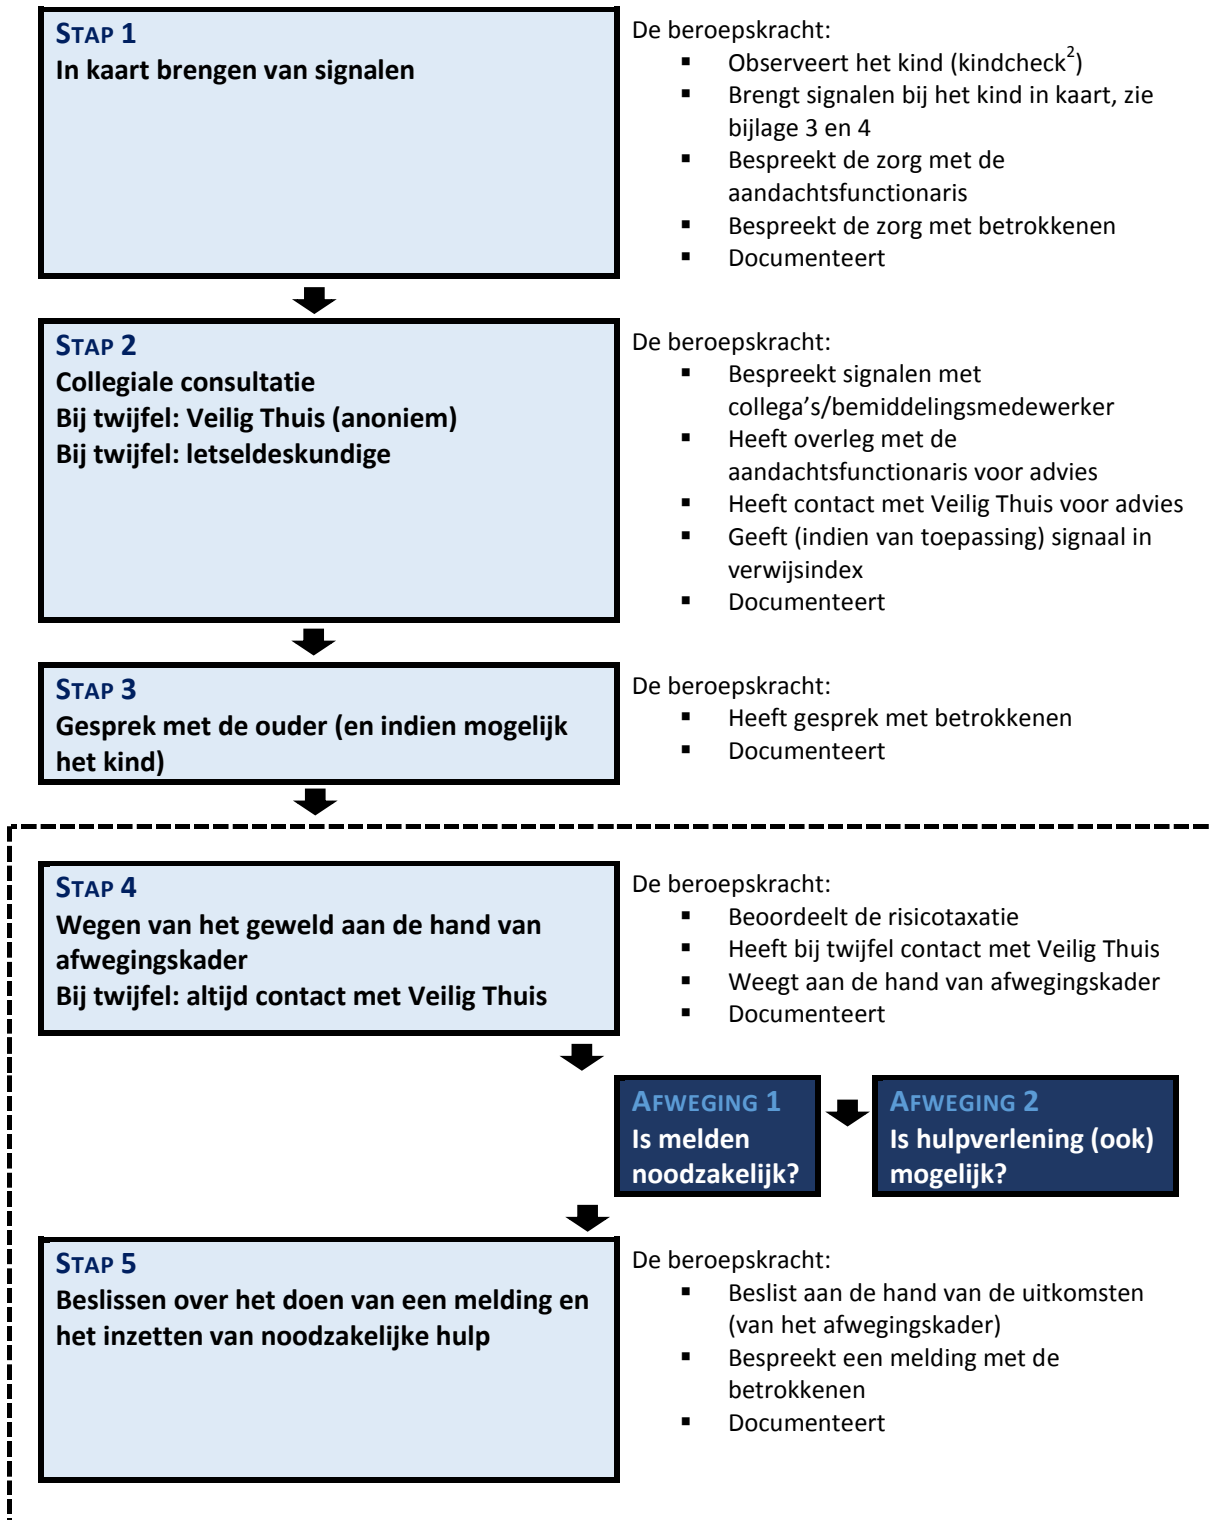 STAP 1
In kaart brengen van signalen
De beroepskracht:
▪ Observeert het kind (kindcheck²)
▪ Brengt signalen bij het kind in kaart, zie
bijlage 3 en 4
▪ Bespreekt de zorg met de
aandachtsfunctionaris
▪ Bespreekt de zorg met betrokkenen
▪ Documenteert
STAP 2
Collegiale consultatie
Bij twijfel: Veilig Thuis (anoniem)
Bij twijfel: letseldeskundige
De beroepskracht:
▪ Bespreekt signalen met
collega’s/bemiddelingsmedewerker
▪ Heeft overleg met de
aandachtsfunctionaris voor advies
▪ Heeft contact met Veilig Thuis voor advies
▪ Geeft (indien van toepassing) signaal in
verwijsindex
▪ Documenteert
STAP 3
Gesprek met de ouder (en indien mogelijk
het kind)
De beroepskracht:
▪ Heeft gesprek met betrokkenen
▪ Documenteert
STAP 4
Wegen van het geweld aan de hand van
afwegingskader
Bij twijfel: altijd contact met Veilig Thuis
De beroepskracht:
▪ Beoordeelt de risicotaxatie
▪ Heeft bij twijfel contact met Veilig Thuis
▪ Weegt aan de hand van afwegingskader
▪ Documenteert
AFWEGING 1
Is melden
noodzakelijk?
AFWEGING 2
Is hulpverlening (ook)
mogelijk?
STAP 5
Beslissen over het doen van een melding en
het inzetten van noodzakelijke hulp
De beroepskracht:
▪ Beslist aan de hand van de uitkomsten
(van het afwegingskader)
▪ Bespreekt een melding met de
betrokkenen
▪ Documenteert